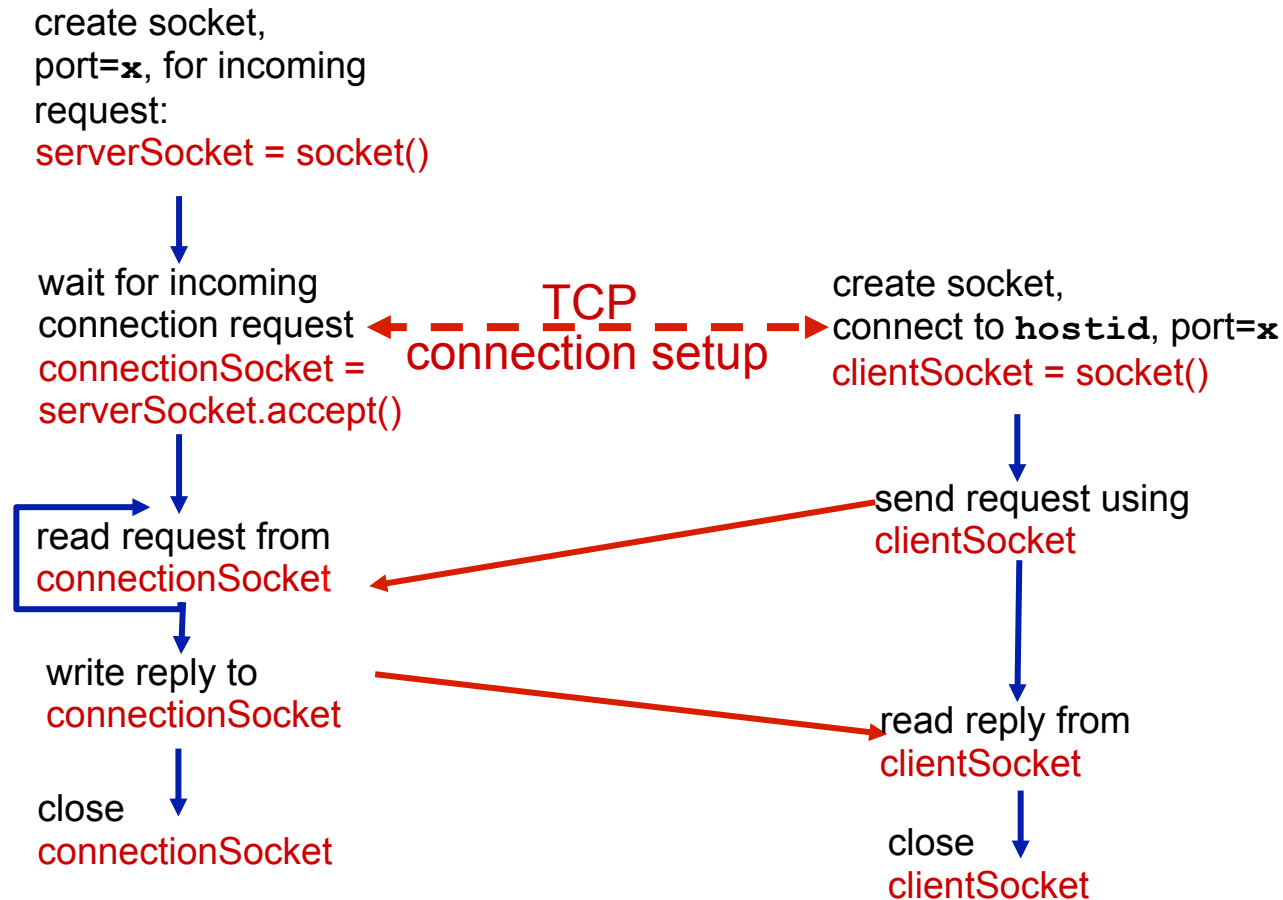 create socket,
port=x, for incoming
request:
serverSocket = socket()
wait for incoming
connection request
connectionSocket =
serverSocket.accept()
TCP
connection setup
create socket,
connect to hostid, port=x
clientSocket = socket()
read request from
connectionSocket
send request using
clientSocket
write reply to
connectionSocket
read reply from
clientSocket
close
connectionSocket
close
clientSocket